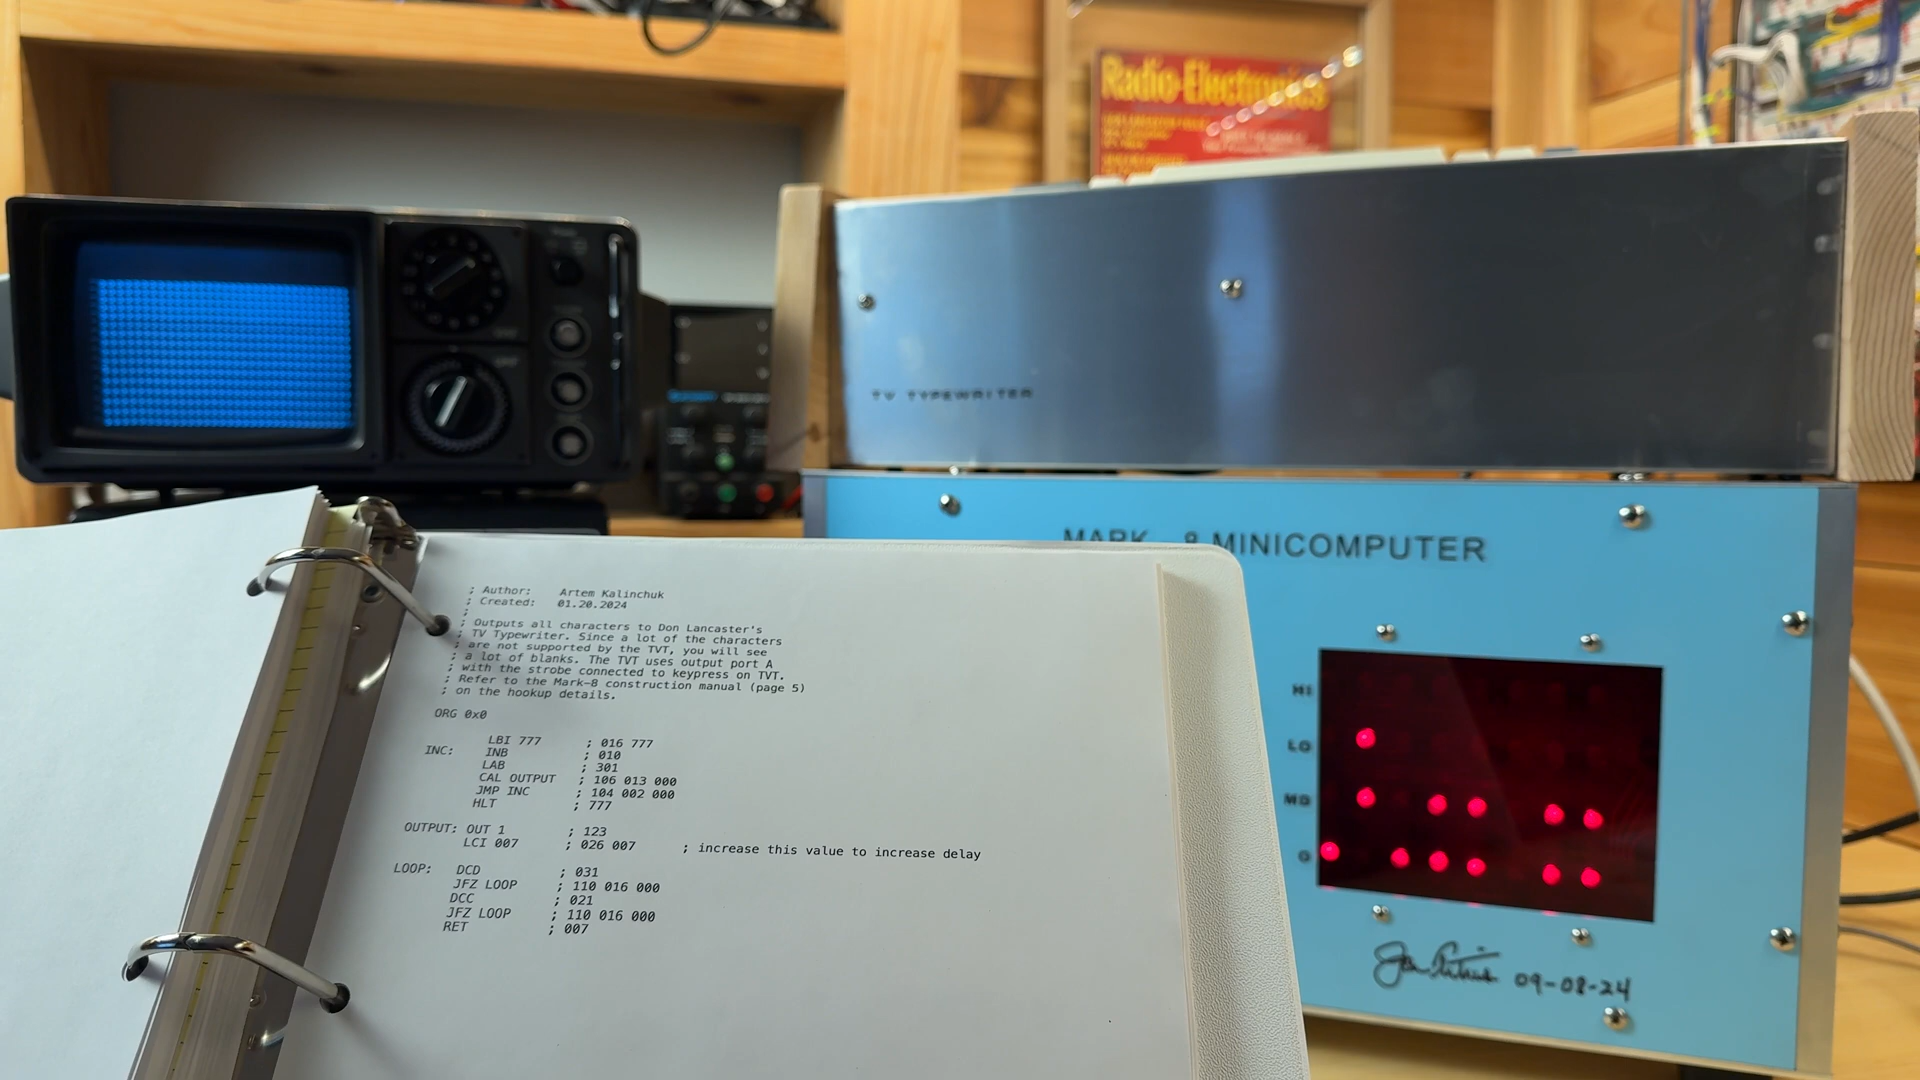 Radio-Electronics
TV TYPEWRITER
MARK - 8 MINICOMPUTER
HI
LO
MD
O
09-08-24
; Author:    Artem Kalinchuk
; Created:   01.20.2024
;
; Outputs all characters to Don Lancaster's
; TV Typewriter. Since a lot of the characters
; are not supported by the TVT, you will see
; a lot of blanks. The TVT uses output port A
; with the strobe connected to keypress on TVT.
; Refer to the Mark-8 construction manual (page 5)
; on the hookup details.
ORG 0x0
LBI 777 ; 016 777
INC: INB ; 010
LAB ; 301
CAL OUTPUT ; 106 013 000
JMP INC ; 104 002 000
HLT ; 777
OUTPUT: OUT 1 ; 123
LCI 007 ; 026 007 ; increase this value to increase delay
LOOP: DCD ; 031
JFZ LOOP ; 110 016 000
DCC ; 021
JFZ LOOP ; 110 016 000
RET ; 007